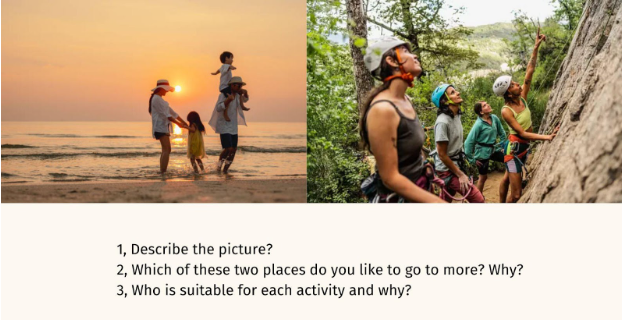 1, Describe the picture?
2, Which of these two places do you like to go to more? Why?
3, Who is suitable for each activity and why?